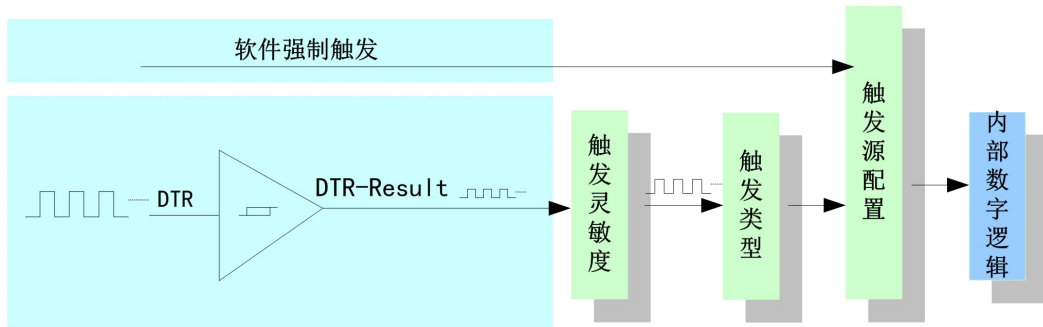 软件强制触发
DTR
DTR-Result
触发灵敏度
触发类型
触发源配置
内部数字逻辑